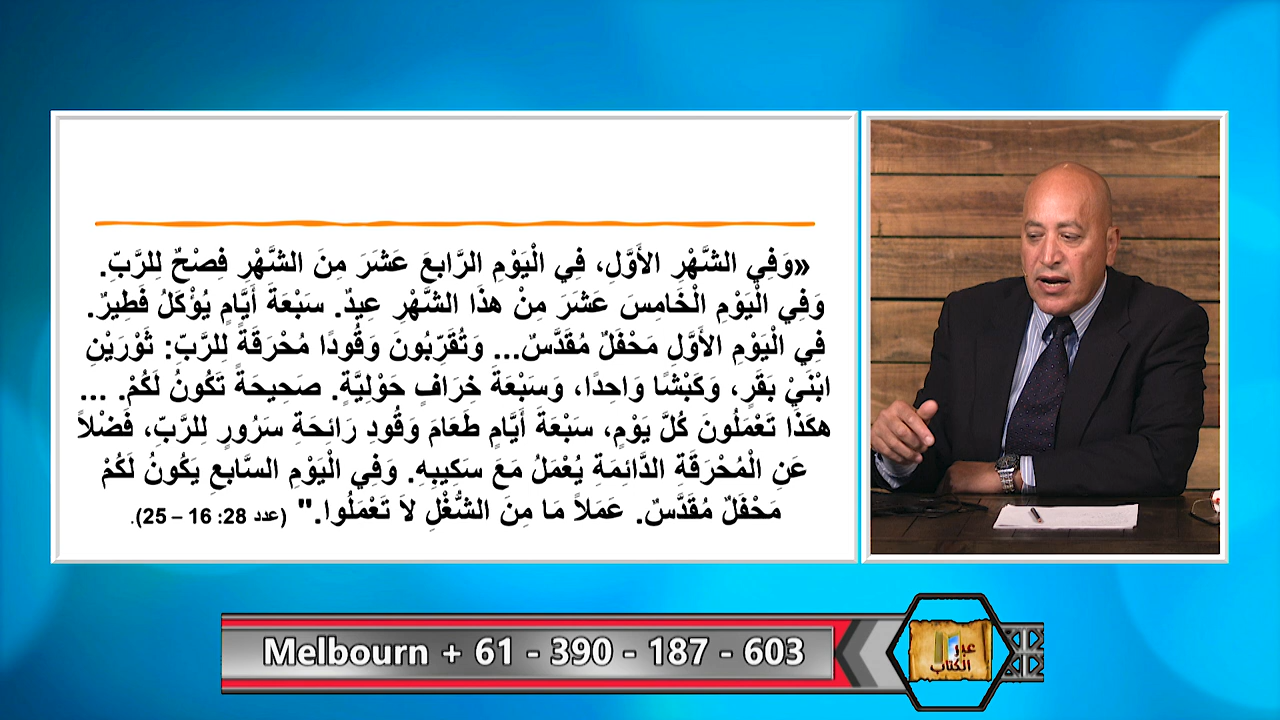 «وَفِي الشَّهْرِ الأَوَّلِ، فِي الْيَوْمِ الرَّابعَ عَشَرَ مِنَ الشَّهْرِ فِصْحٌ لِلرَّبِّ.
وَفِي الْيَوْمِ الْخَامِسَ عَشَرَ مِنْ هذَا الشَّهْرِ عِيدٌ. سَبْعَةَ أَيَّامٍ يُؤْكَلُ فَطِيرٌ.
فِي الْيَوْمِ الأَوَّلِ مَحْفَلٌ مُقَدَّسٌ... وَتُقَرِّبُونَ وَقُودًا مُحْرَقَةً لِلرَّبِّ: ثَوْرَيْنِ
ابْنَيْ بَقَرٍ، وَكَبْشًا وَاحِدًا، وَسَبْعَةَ خِرَافٍ حَوْلِيَّةٍ. صَحِيحَةً تَكُونُ لَكُمْ. ...
هكَذَا تَعْمَلُونَ كُلَّ يَوْمٍ، سَبْعَةَ أَيَّامٍ طَعَامَ وَقُودِ رَائِحَةِ سَرُورٍ لِلرَّبِّ، فَضْلاً
عَنِ الْمُحْرَقَةِ الدَّائِمَةِ يُعْمَلُ مَعْ سَكِيبِهِ. وَفِي الْيَوْمِ السَّابعِ يَكُونُ لَكُمْ
مَحْفَلٌ مُقَدَّسٌ. عَمَلاً مَا مِنَ الشُّغْلِ لاَ تَعْمَلُوا." (عدد 28: 16 – 25).
Melbourn + 61 - 390 - 187 - 603
عبر
الكتاب